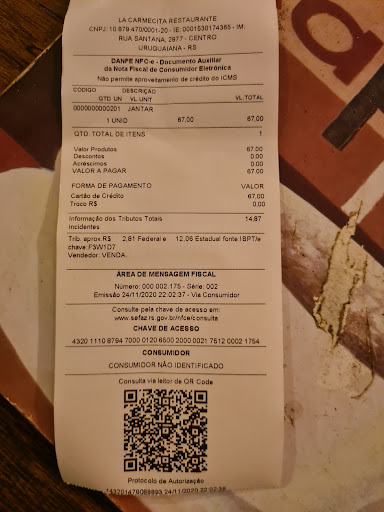 LA CARMECITA RESTAURANTE
CNPJ: 10 879.470/0001-20 - IE: 0001530174365 - IM:
RUA SANTANA, 2977 - CENTRO
URUGUAIANA - RS
DANFE NFC-e - Documento Auxiliar
da Nota Fiscal de Consumidor Eletrônica
Não permite aproveitamento de crédito do ICMS
CODIGO DESCRIÇÃO
QTD UN VL.UNIT VL.TOTAL
0000000000201 JANTAR
1 UNID 67,00 67,00
QTD. TOTAL DE ITENS 1
Valor Produtos 67.00
Descontos 0.00
Acréscimos 0.00
VALOR A PAGAR 67.00
FORMA DE PAGAMENTO VALOR
Cartão de Crédito 67,00
Troco R$ 0,00
Informação dos Tributos Totais 14,87
Incidentes
Trib. aprox.R$ 2,81 Federal e 12,06 Estadual fonte:IBPT/e
chave:F3W1D7
Vendedor: VENDA.
ÁREA DE MENSAGEM FISCAL
Número: 000.002.175 - Série: 002
Emissão 24/11/2020 22:02:37 - Via Consumidor
Consulta pela chave de acesso em:
www.sefaz.rs.gov.br/nfce/consulta
CHAVE DE ACESSO
4320 1110 8794 7000 0120 6500 2000 0021 7512 0002 1754
CONSUMIDOR
CONSUMIDOR NÃO IDENTIFICADO
Consulta via leitor de QR Code
Protocolo de Autorização
24/11/2020 22:02:38